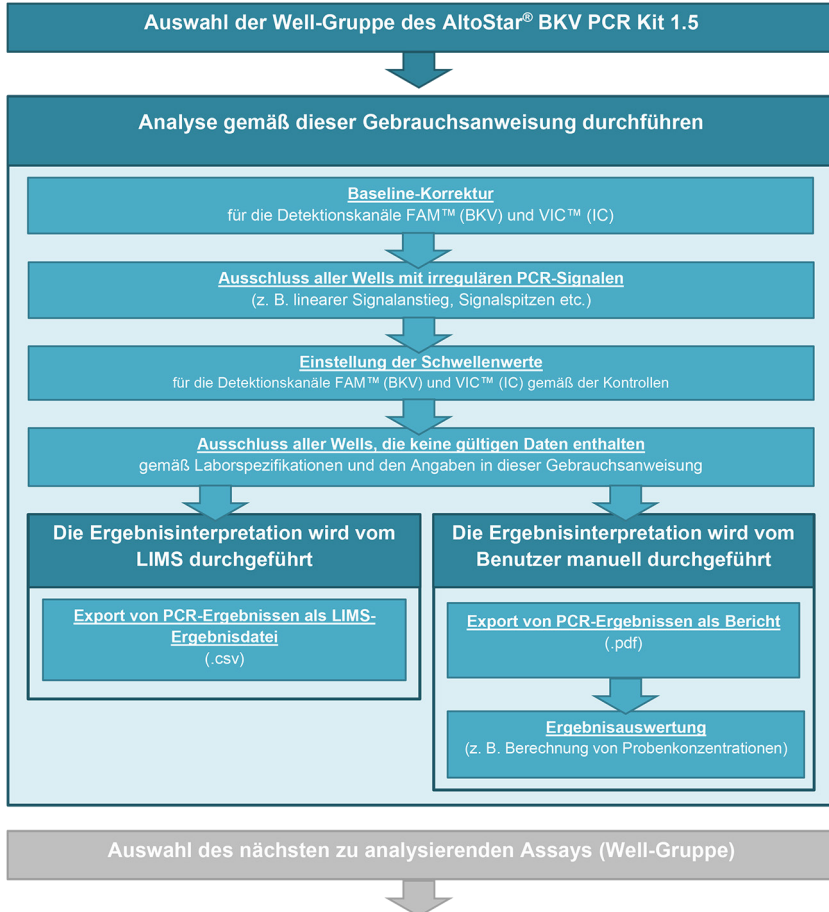 Auswahl der Well-Gruppe des AltoStar® BKV PCR Kit 1.5
Analyse gemäß dieser Gebrauchsanweisung durchführen
Baseline-Korrektur
für die Detektionskanäle FAM™ (BKV) und VIC™ (IC)
Ausschluss aller Wells mit irregulären PCR-Signalen
(z. B. linearer Signalanstieg, Signalspitzen etc.)
Einstellung der Schwellenwerte
für die Detektionskanäle FAM™ (BKV) und VIC™ (IC) gemäß der Kontrollen
Ausschluss aller Wells, die keine gültigen Daten enthalten
gemäß Laborspezifikationen und den Angaben in dieser Gebrauchsanweisung
Die Ergebnisinterpretation wird vom
LIMS durchgeführt
Export von PCR-Ergebnissen als LIMS-
Ergebnisdatei
(.csv)
Die Ergebnisinterpretation wird vom
Benutzer manuell durchgeführt
Export von PCR-Ergebnissen als Bericht
(.pdf)
Ergebnisauswertung
(z. B. Berechnung von Probenkonzentrationen)
Auswahl des nächsten zu analysierenden Assays (Well-Gruppe)